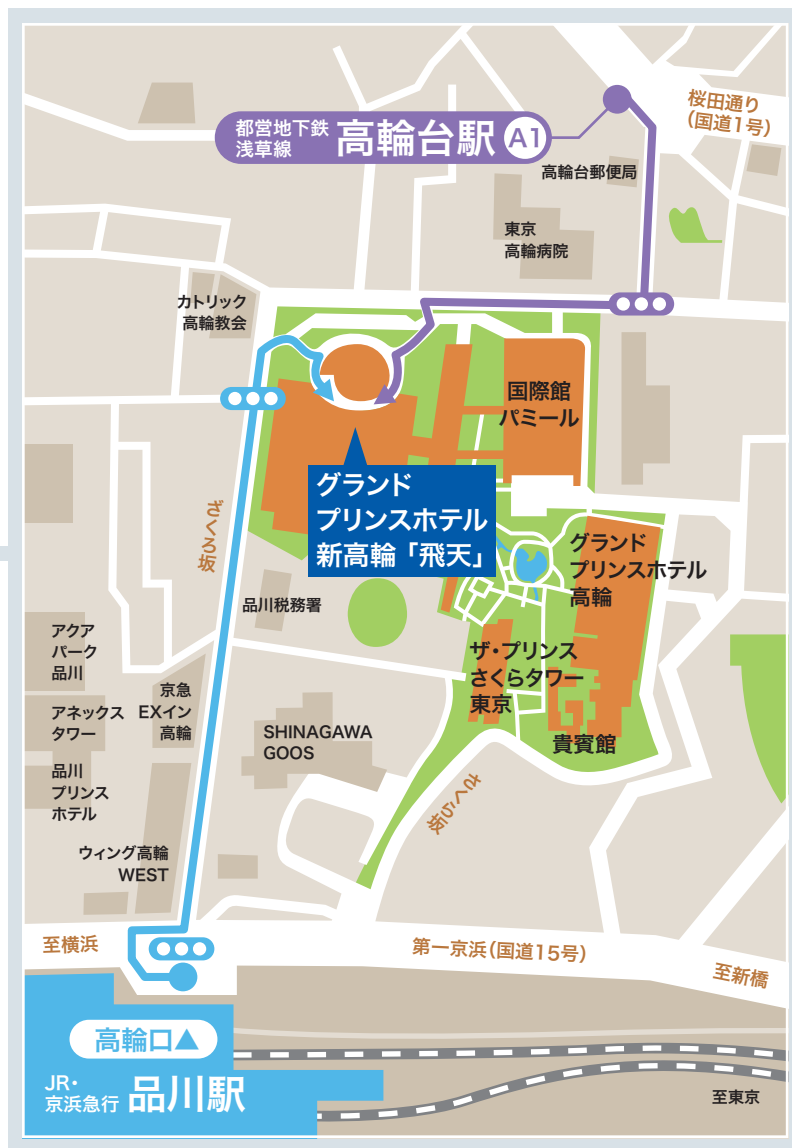 桜田通り
(国道1号)
都営地下鉄
浅草線
高輪台駅 A1
高輪台郵便局
東京
高輪病院
カトリック
高輪教会
国際館
パミール
グランド
プリンスホテル
新高輪「飛天」
ざくろ坂
グランド
プリンスホテル
高輪
品川税務署
アクア
パーク
品川
ザ・プリンス
さくらタワー
東京
京急
EXイン
高輪
アネックス
タワー
SHINAGAWA
GOOS
貴賓館
品川
プリンス
ホテル
さくら坂
ウィング高輪
WEST
至横浜
第一京浜(国道15号)
至新橋
高輪口▲
JR・
京浜急行
品川駅
至東京